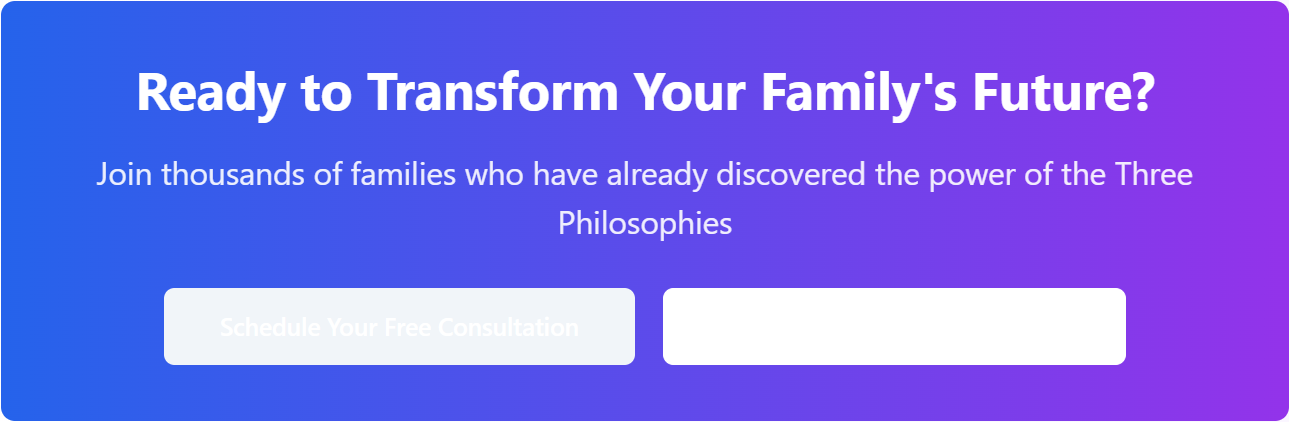 Ready to Transform Your Family's Future?
Join thousands of families who have already discovered the power of the Three
Philosophies
Schedule Your Free Consultation